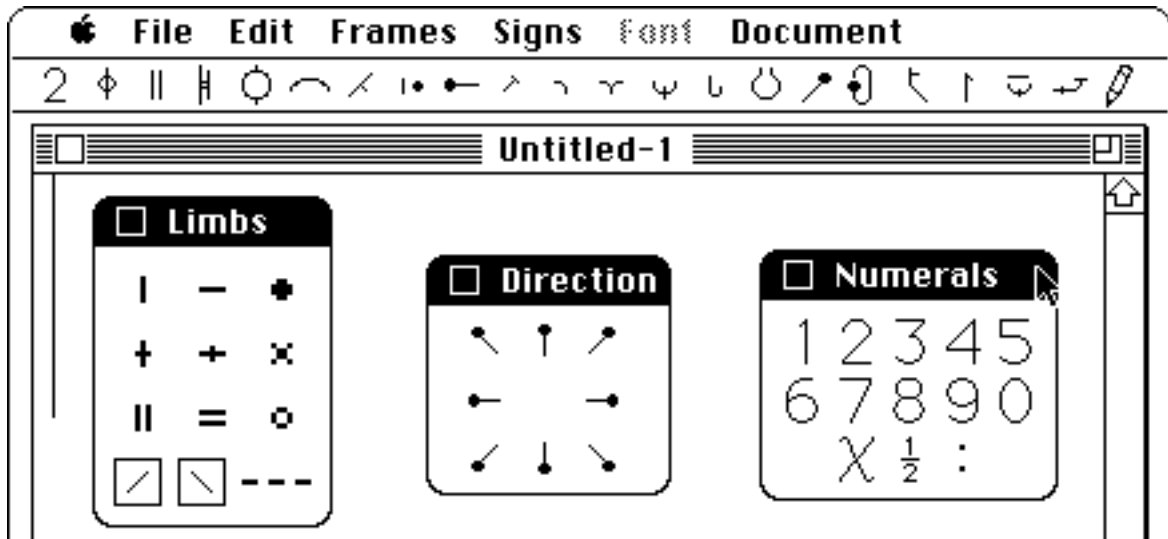 File Edit Frames Signs Font Document
2
Untitled-1
Limbs
Direction
Numerals
1 2 3 4 5
6 7 8 9 0
χ ½ :